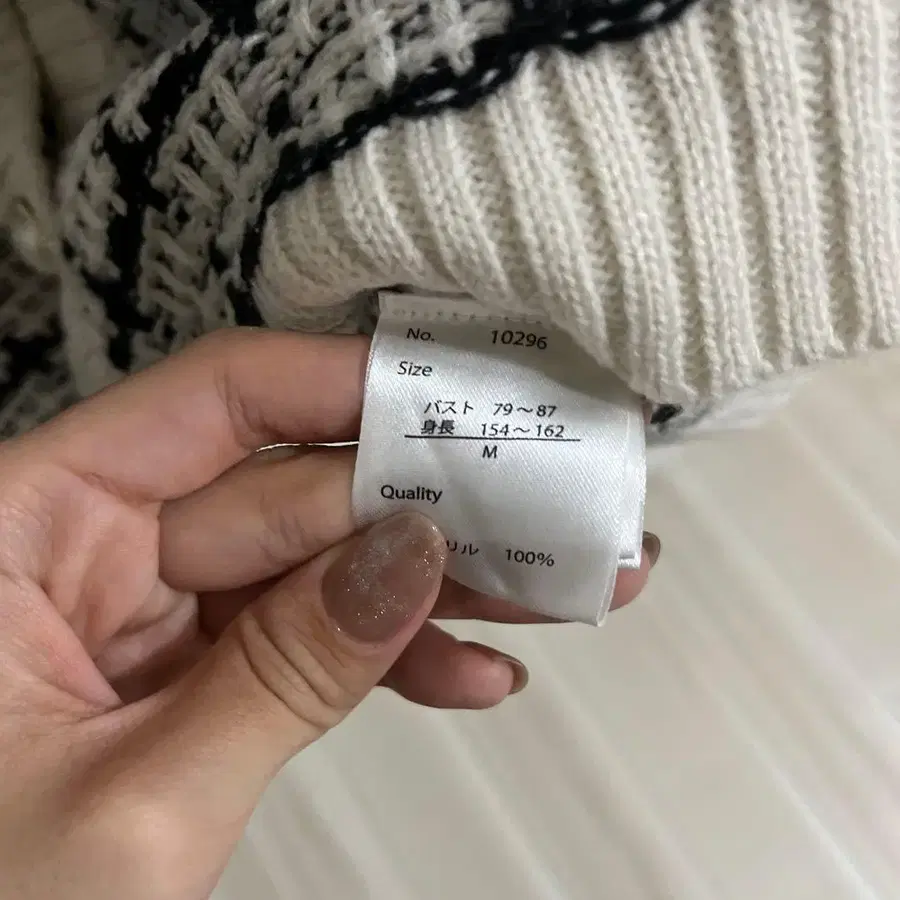 No. 10296
Size
バスト 79～87
身長 154～162
M
Quality
リル 100%